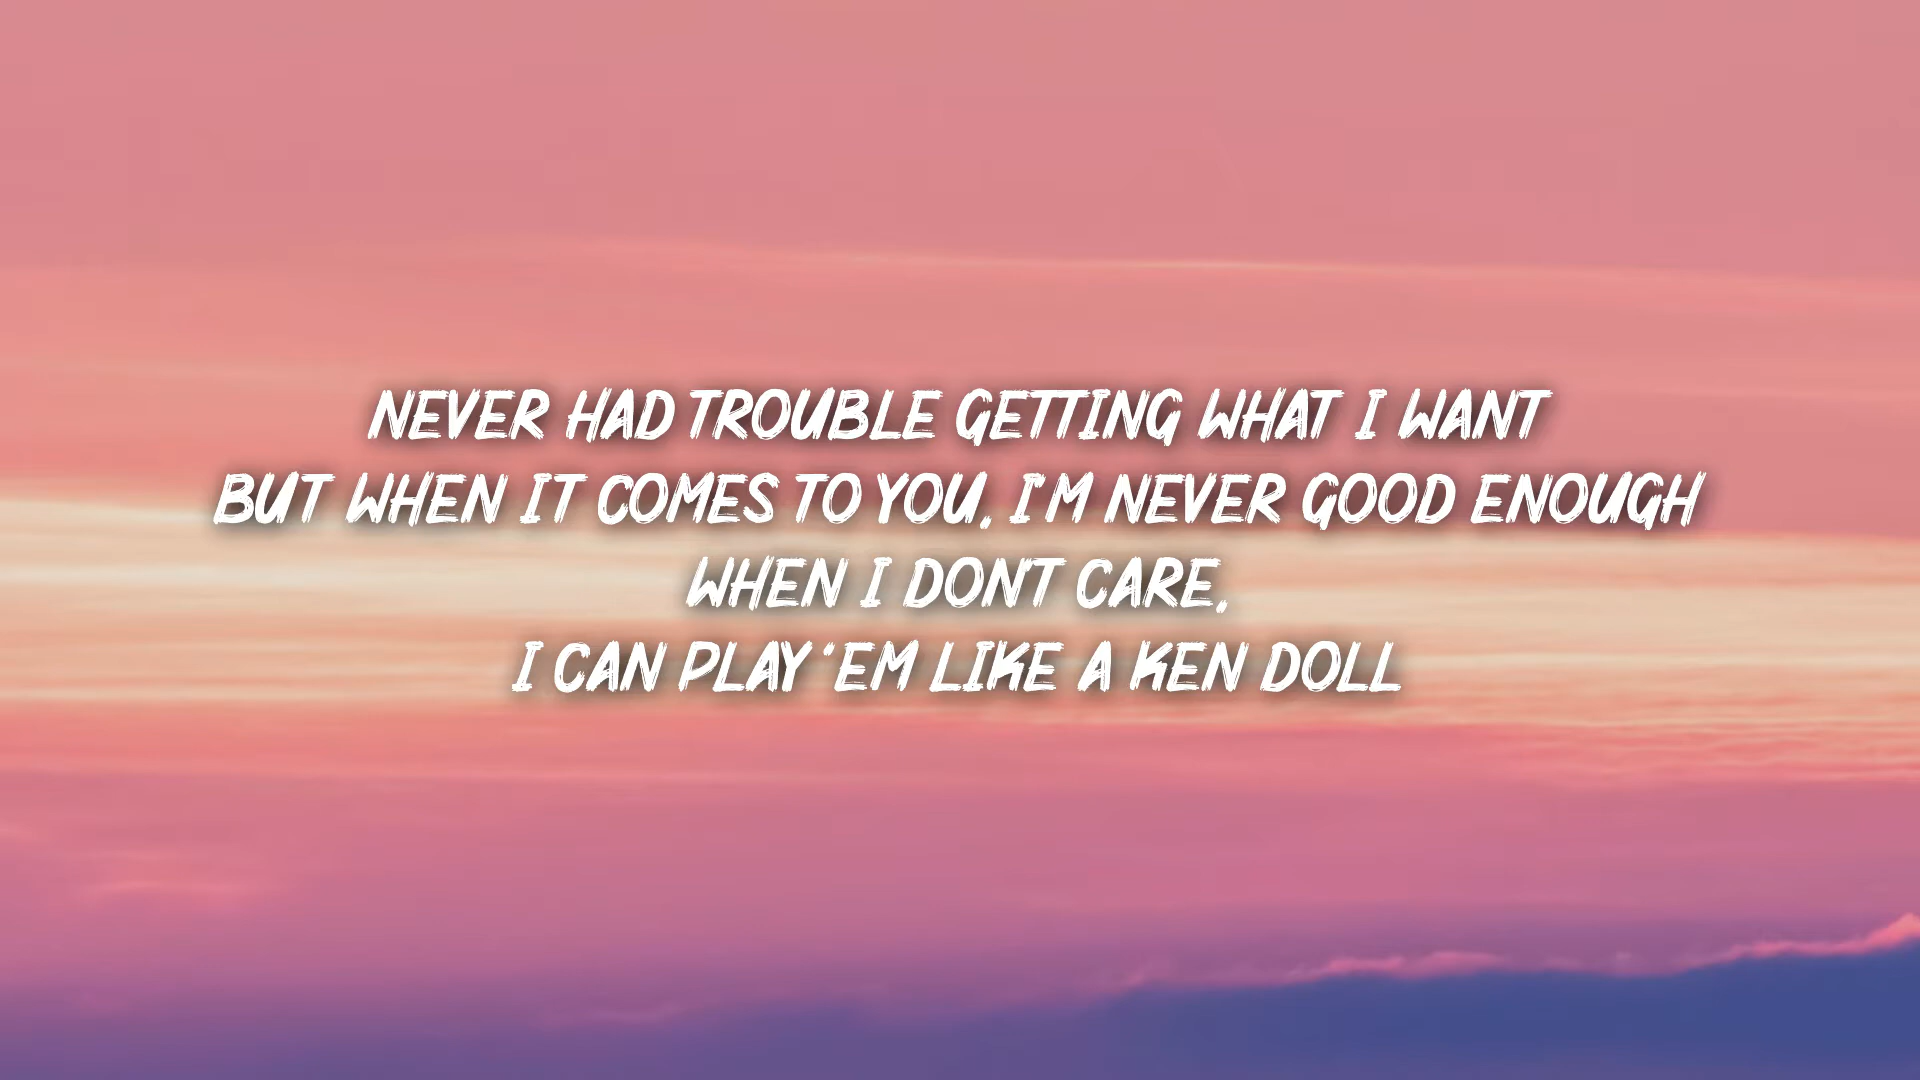 NEVER HAD TROUBLE GETTING WHAT I WANT
BUT WHEN IT COMES TO YOU, I'M NEVER GOOD ENOUGH
WHEN I DON'T CARE,
I CAN PLAY 'EM LIKE A KEN DOLL